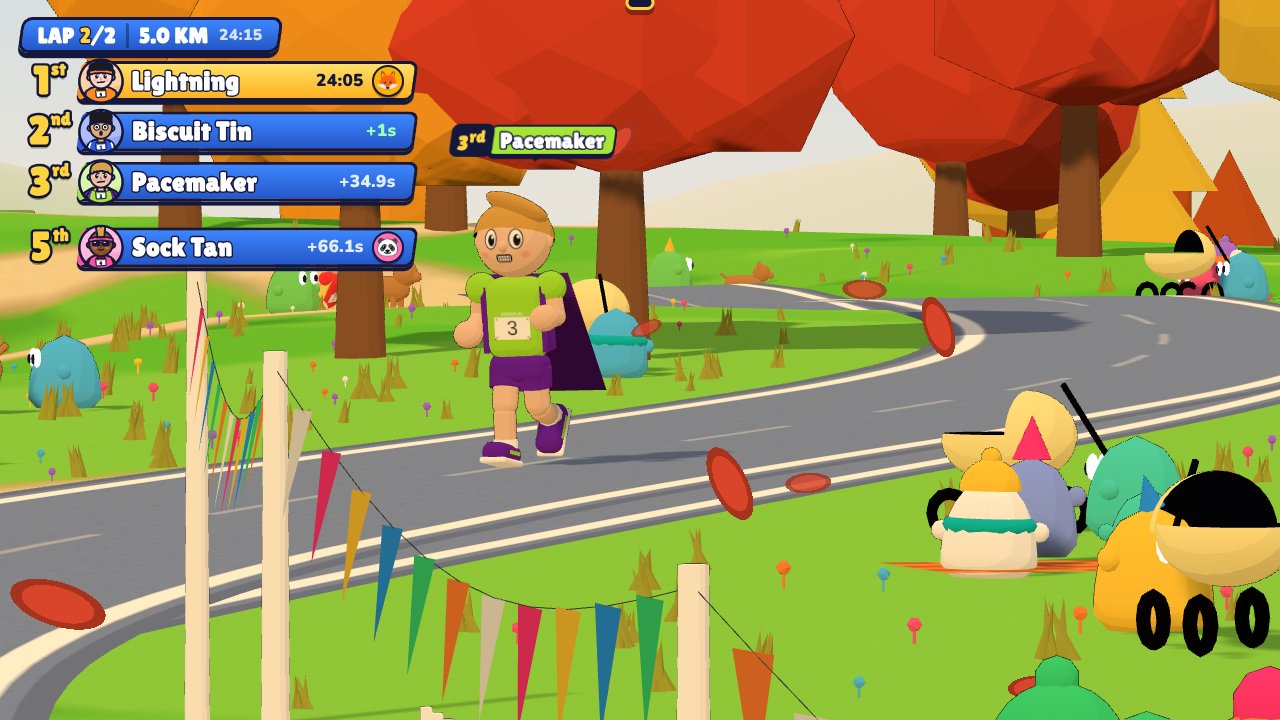 LAP 2/2 5.0 KM 24:15
1st Lightning 24:05
2nd Biscuit Tin +1s
3rd Pacemaker +34.9s
5th Sock Tan +66.1s
3rd Pacemaker
3